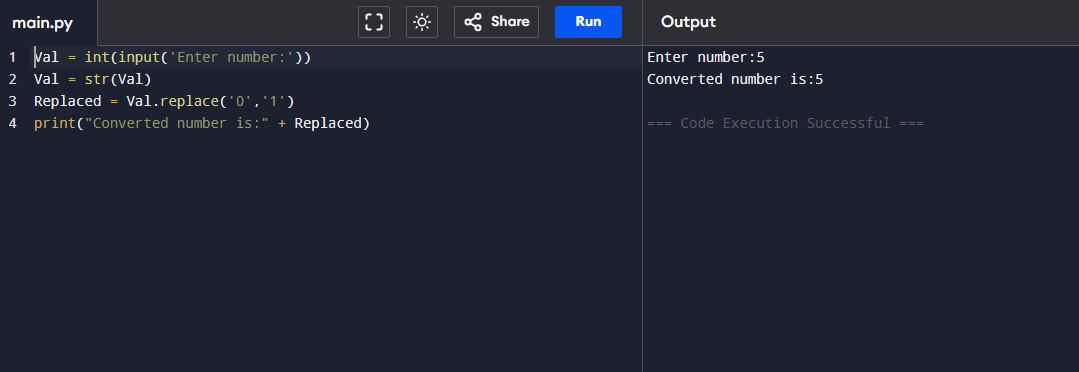 main.py
Share
Run
Output
1 Val = int(input('Enter number:'))
2 Val = str(Val)
3 Replaced = Val.replace('0','1')
4 print("Converted number is:" + Replaced)
Enter number:5
Converted number is:5
=== Code Execution Successful ===